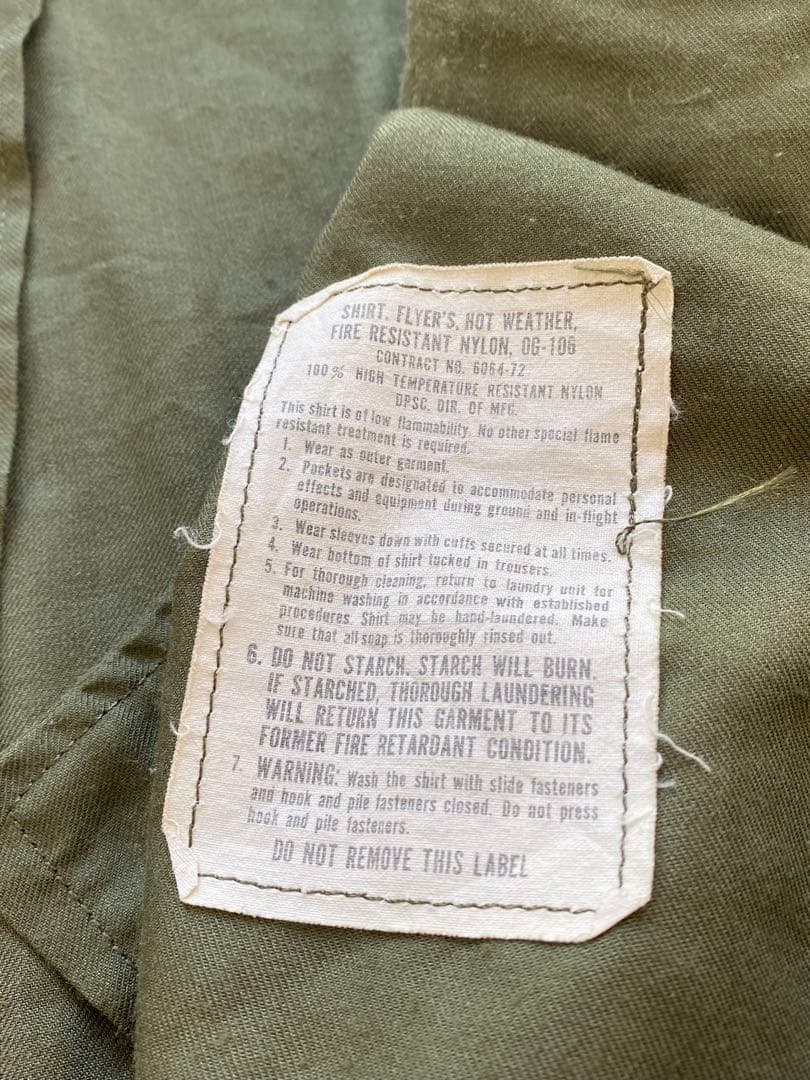 SHIRT, FLYER'S, HOT WEATHER,
FIRE RESISTANT NYLON, OG-106
CONTRACT NO. 6064-72
100% HIGH TEMPERATURE RESISTANT NYLON
DPSC, DIR. OF MFG.
This shirt is of low flammability. No other special flame
resistant treatment is required.
1. Wear as outer garment.
2. Pockets are designated to accommodate personal
effects and equipment during ground and in-flight
operations.
3. Wear sleeves down with cuffs secured at all times.
4. Wear bottom of shirt tucked in trousers.
5. For thorough cleaning, return to laundry unit for
machine washing in accordance with established
procedures. Shirt may be hand-laundered. Make
sure that all soap is thoroughly rinsed out.
6. DO NOT STARCH. STARCH WILL BURN.
IF STARCHED, THOROUGH LAUNDERING
WILL RETURN THIS GARMENT TO ITS
FORMER FIRE RETARDANT CONDITION.
7. WARNING: Wash the shirt with slide fasteners
and hook and pile fasteners closed. Do not press
hook and pile fasteners.
DO NOT REMOVE THIS LABEL